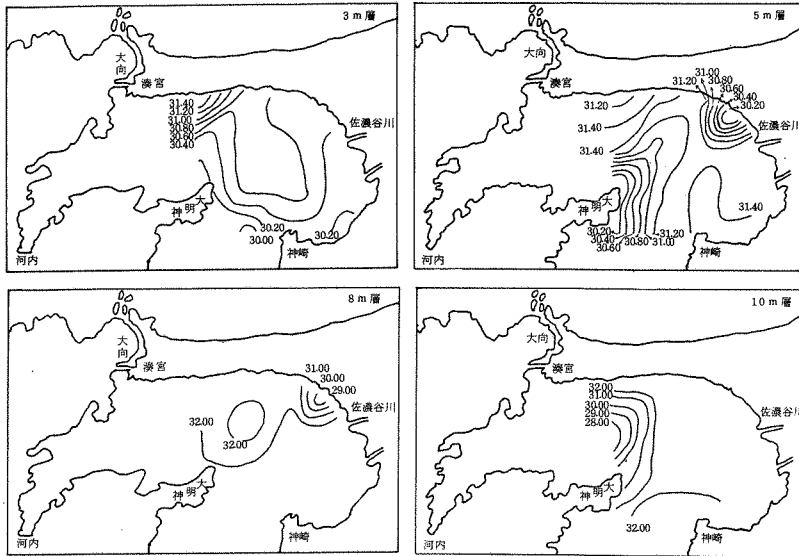 3m層
大向
湊宮
31.40
31.20
31.00
30.80
30.60
30.40
佐濃谷川
大明神
30.20
30.00
30.20
神崎
河内
5m層
大向
湊宮
31.00
31.20
30.80
30.60
30.40
30.20
31.20
31.40
31.40
佐濃谷川
大明神
31.40
30.20
30.40
30.60
30.80
31.00
31.20
神崎
河内
8m層
大向
湊宮
31.00
30.00
29.00
佐濃谷川
32.00
32.00
大明神
神崎
河内
10m層
大向
湊宮
32.00
31.00
30.00
29.00
28.00
佐濃谷川
大明神
32.00
神崎
河内